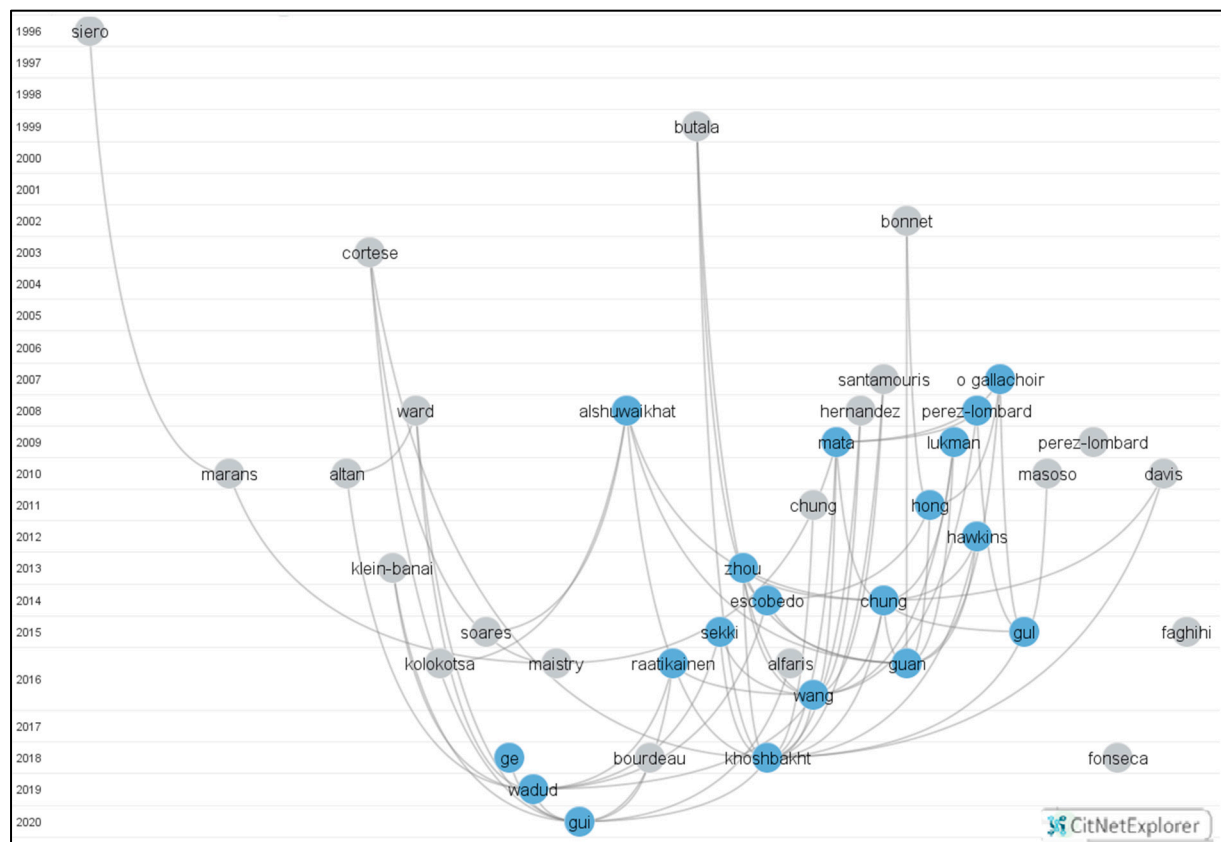 1996 siero
1997
1998
1999 butala
2000
2001
2002 bonnet
2003 cortese
2004
2005
2006
2007 santamouris o gallachoir
2008 ward alshuwaikhat hernandez perez-lombard
2009 mata lukman perez-lombard
2010 marans altan masoso davis
2011 chung hong
2012 hawkins
2013 klein-banai zhou
2014 escobedo chung
2015 soares sekki gul faghihi
kolokotsa maistry raatikainen alfaris guan
2016 wang
2017
2018 ge bourdeau khoshbakht fonseca
2019 wadud
2020 gui
CitNetExplorer